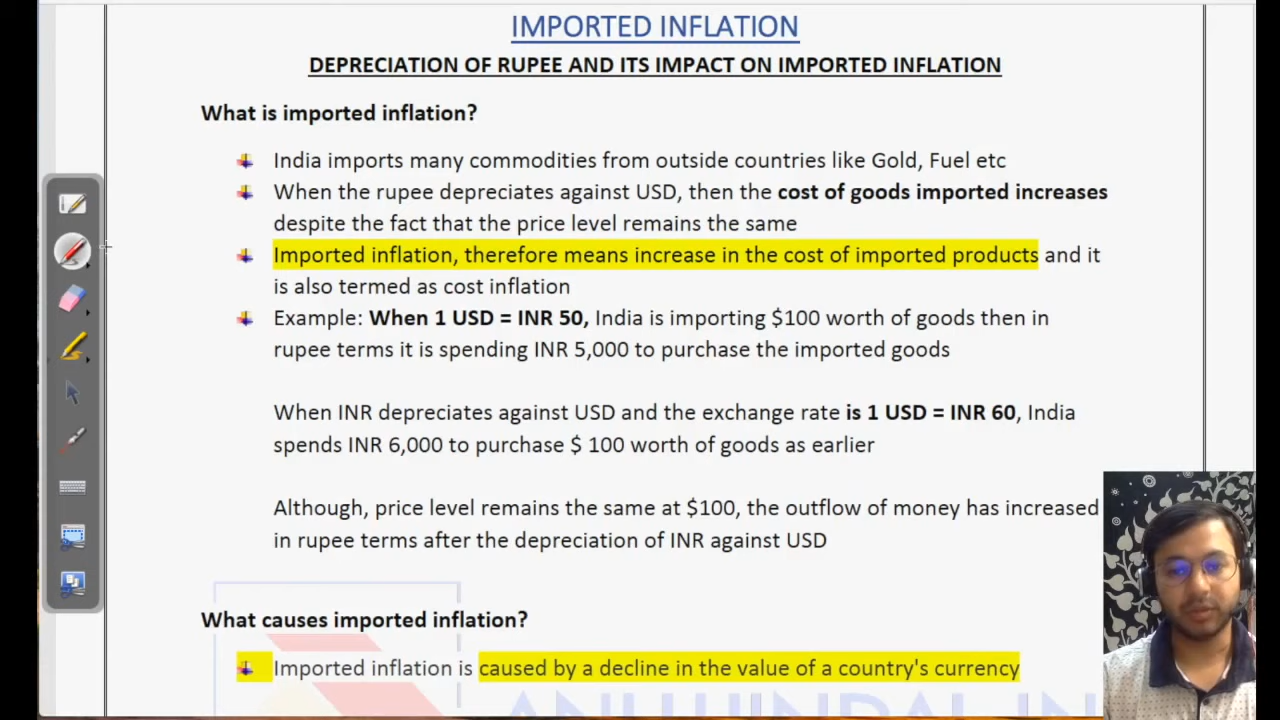 IMPORTED INFLATION
DEPRECIATION OF RUPEE AND ITS IMPACT ON IMPORTED INFLATION
What is imported inflation?
India imports many commodities from outside countries like Gold, Fuel etc
When the rupee depreciates against USD, then the cost of goods imported increases
despite the fact that the price level remains the same
Imported inflation, therefore means increase in the cost of imported products and it
is also termed as cost inflation
Example: When 1 USD = INR 50, India is importing $100 worth of goods then in
rupee terms it is spending INR 5,000 to purchase the imported goods
When INR depreciates against USD and the exchange rate is 1 USD = INR 60, India
spends INR 6,000 to purchase $ 100 worth of goods as earlier
Although, price level remains the same at $100, the outflow of money has increased
in rupee terms after the depreciation of INR against USD
What causes imported inflation?
Imported inflation is caused by a decline in the value of a country's currency